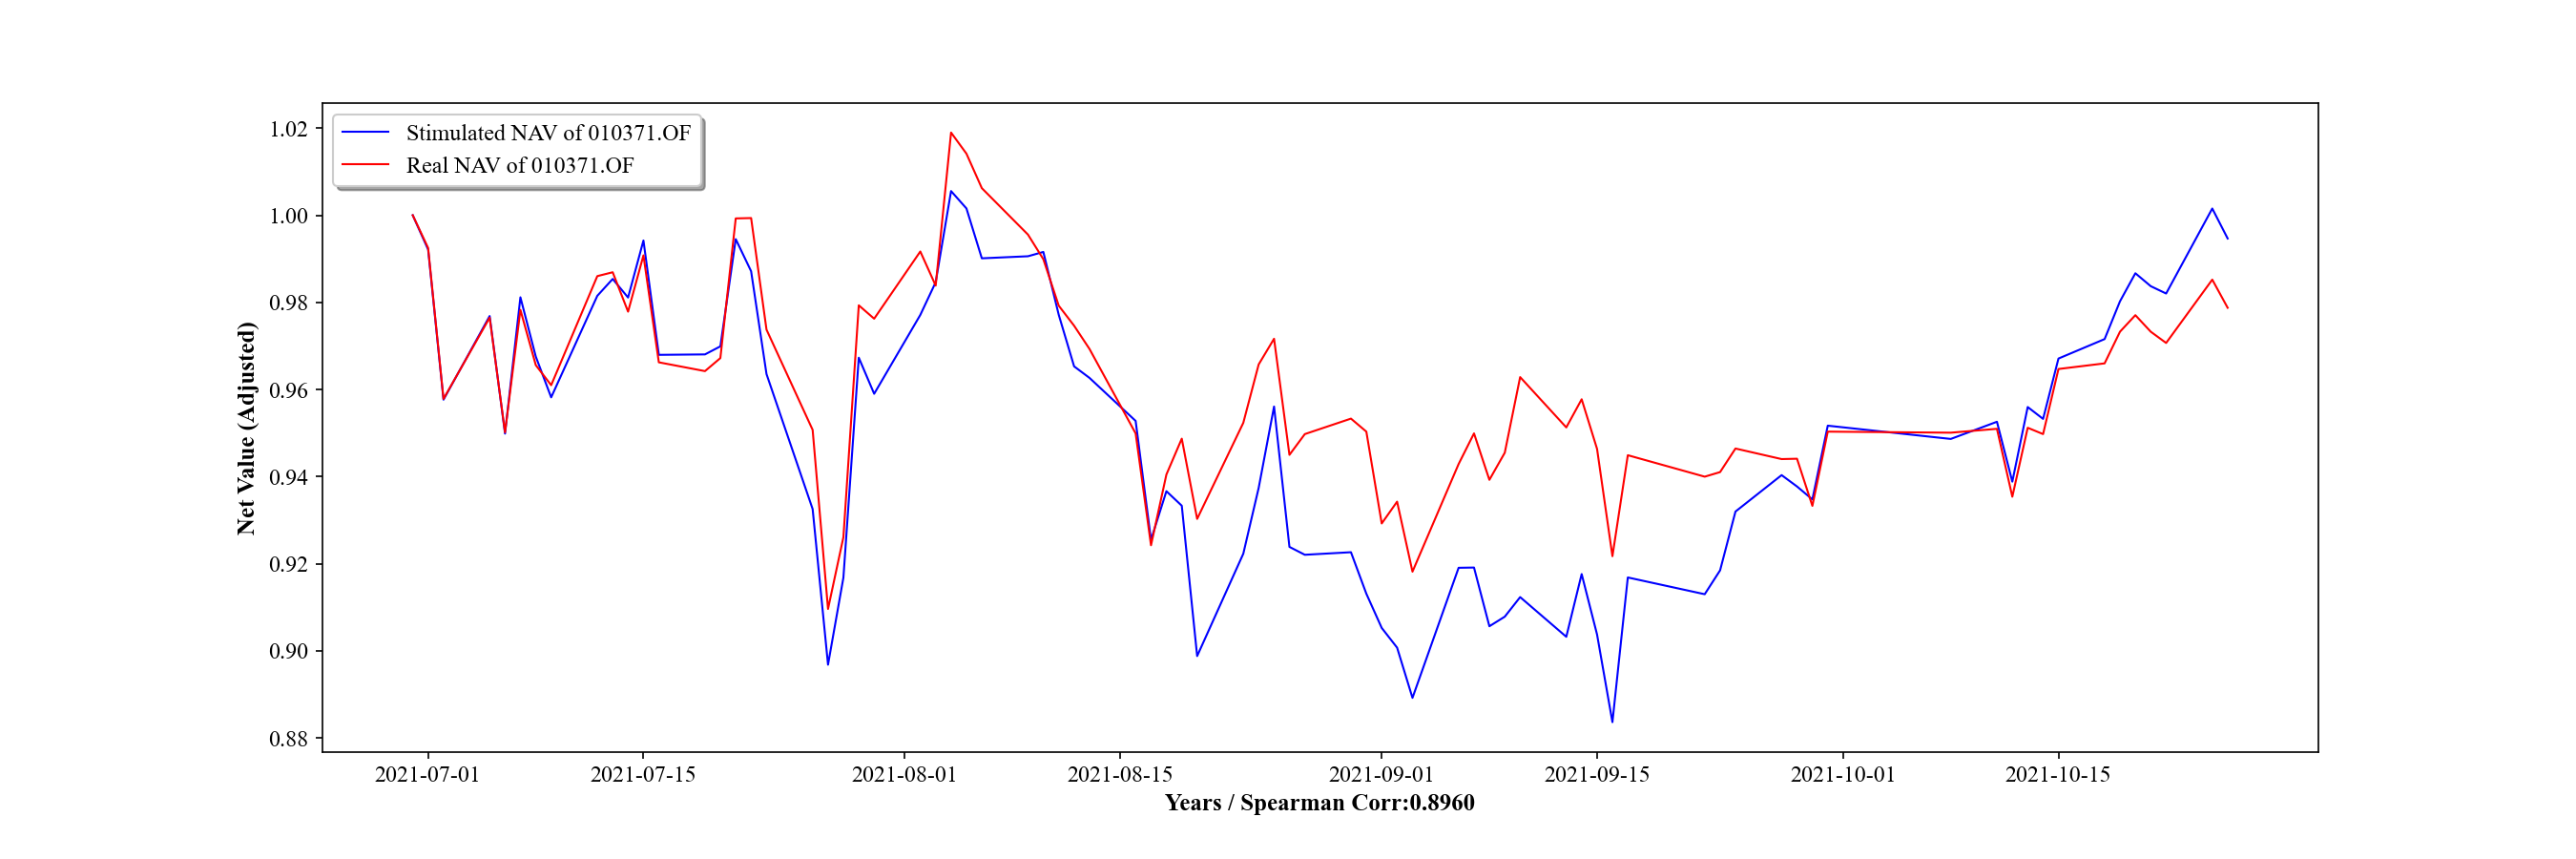 Stimulated NAV of 010371.OF
Real NAV of 010371.OF
Net Value (Adjusted)
1.02
1.00
0.98
0.96
0.94
0.92
0.90
0.88
2021-07-01 2021-07-15 2021-08-01 2021-08-15 2021-09-01 2021-09-15 2021-10-01 2021-10-15
Years / Spearman Corr:0.8960